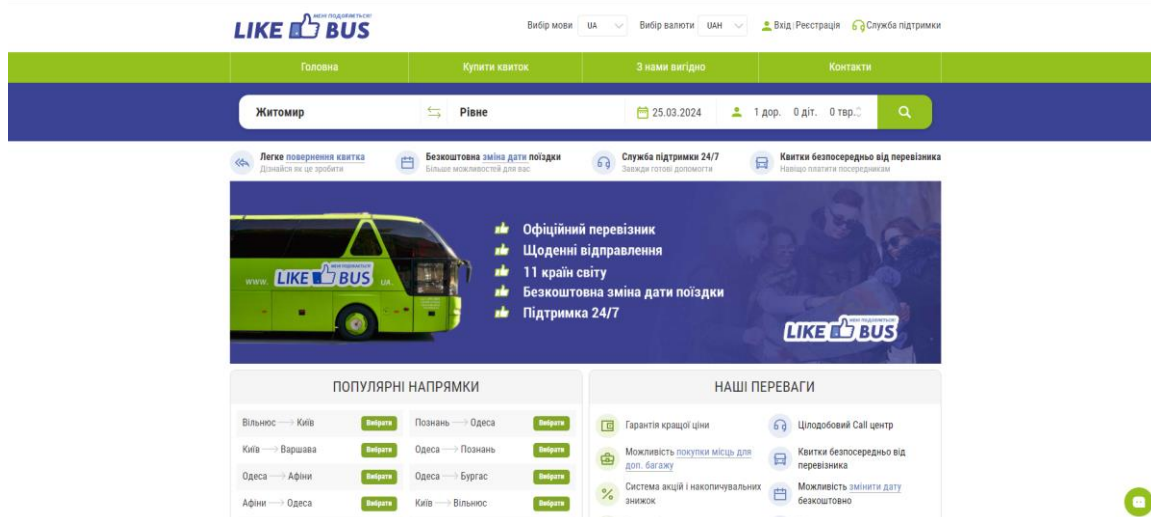 МЕНІ ПОДОБАЄТЬСЯ!
LIKE BUS
Вибір мови UA Вибір валюти UAH Вхід|Реєстрація Служба підтримки
Головна Купити квиток З нами вигідно Контакти
Житомир Рівне 25.03.2024 1 дор. 0 діт. 0 твр.
Легке повернення квитка
Дізнайся як це зробити
Безкоштовна зміна дати поїздки
Більше можливостей для вас
Служба підтримки 24/7
Завжди готові допомогти
Квитки безпосередньо від перевізника
Навіщо платити посередникам
www. LIKE BUS UA.
Офіційний перевізник
Щоденні відправлення
11 країн світу
Безкоштовна зміна дати поїздки
Підтримка 24/7
LIKE BUS
ПОПУЛЯРНІ НАПРЯМКИ
Вільнюс Київ Вибрати Познань Одеса Вибрати
Київ Варшава Вибрати Одеса Познань Вибрати
Одеса Афіни Вибрати Одеса Бургас Вибрати
Афіни Одеса Вибрати Київ Вільнюс Вибрати
НАШІ ПЕРЕВАГИ
Гарантія кращої ціни
Цілодобовий Call центр
Можливість покупки місць для
доп. багажу
Квитки безпосередньо від
перевізника
Система акцій і накопичувальних
знижок
Можливість змінити дату
безкоштовно